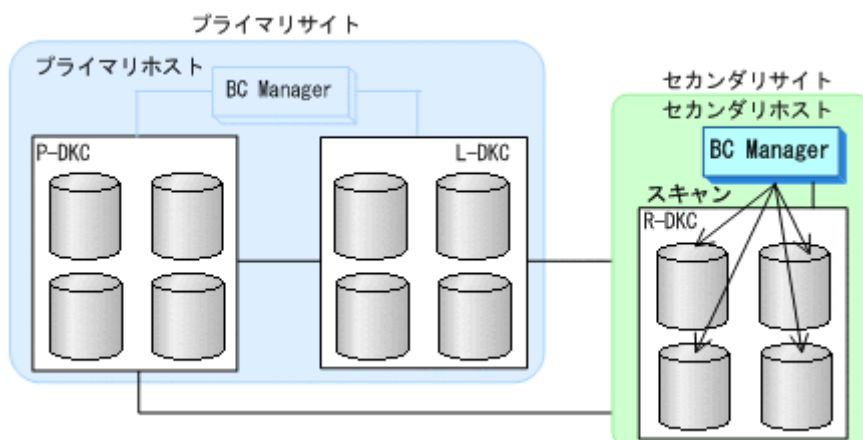 プライマリサイト
プライマリホスト
BC Manager
P-DKC
L-DKC
セカンダリサイト
セカンダリホスト
BC Manager
スキャン
R-DKC